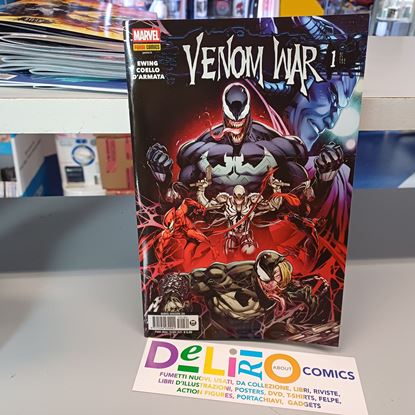 MARVEL
PANINI COMICS
EWING
COELLO
D'ARMATA
VENOM WAR 1
DeLiRiO ABOUT COMICS
FUMETTI NUOVI, USATI, DA COLLEZIONE, LIBRI, RIVISTE,
LIBRI D'ILLUSTRAZIONI, POSTERS, DVD, T-SHIRTS, FELPE,
ACTION FIGURES, PORTACHIAVI, GADGETS